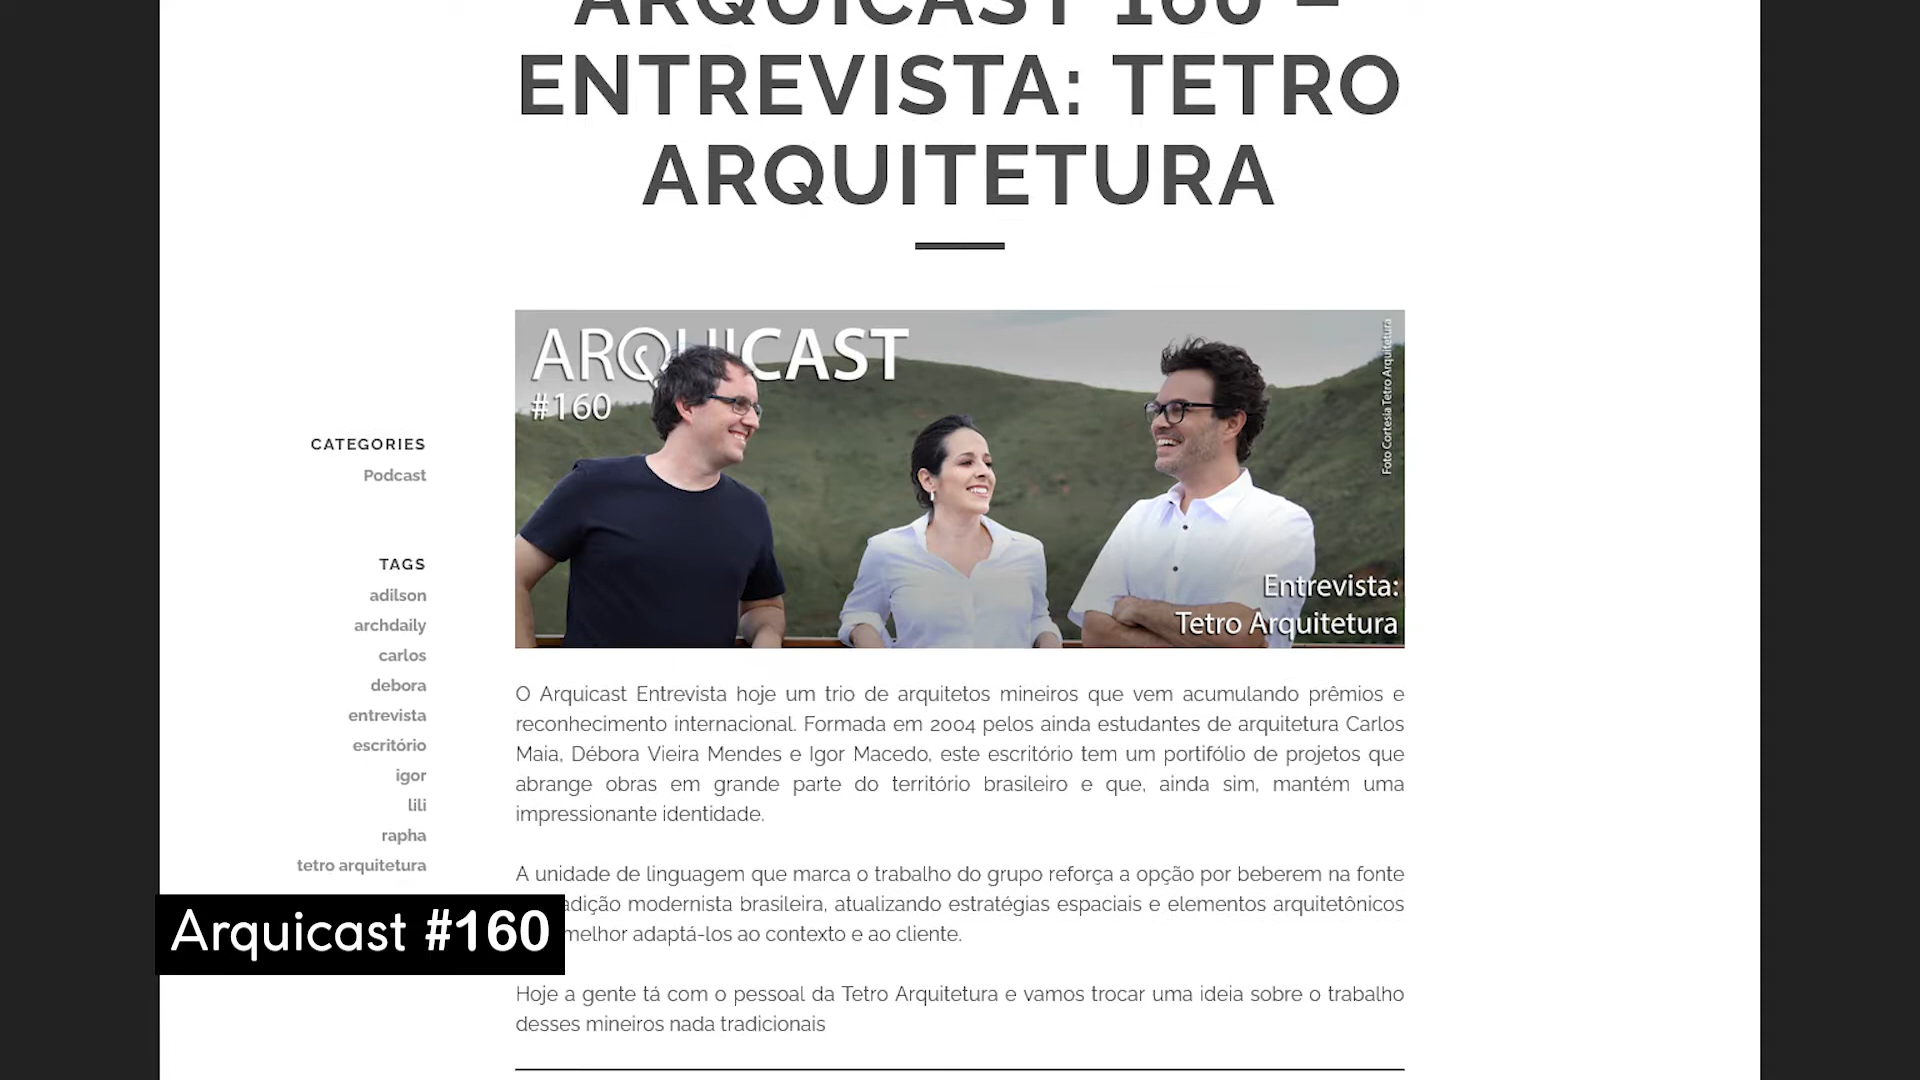 ARQUICAST 160 –
ENTREVISTA: TETRO
ARQUITETURA
ARQUICAST
#160
Foto Cortesia Tetro Arquitetura
Entrevista:
Tetro Arquitetura
CATEGORIES
Podcast
TAGS
adilson
archdaily
carlos
debora
entrevista
escritório
igor
lili
rapha
tetro arquitetura
O Arquicast Entrevista hoje um trio de arquitetos mineiros que vem acumulando prêmios e
reconhecimento internacional. Formada em 2004 pelos ainda estudantes de arquitetura Carlos
Maia, Débora Vieira Mendes e Igor Macedo, este escritório tem um portifólio de projetos que
abrange obras em grande parte do território brasileiro e que, ainda sim, mantém uma
impressionante identidade.
A unidade de linguagem que marca o trabalho do grupo reforça a opção por beberem na fonte
adição modernista brasileira, atualizando estratégias espaciais e elementos arquitetônicos
melhor adaptá-los ao contexto e ao cliente.
Hoje a gente tá com o pessoal da Tetro Arquitetura e vamos trocar uma ideia sobre o trabalho
desses mineiros nada tradicionais
Arquicast #160